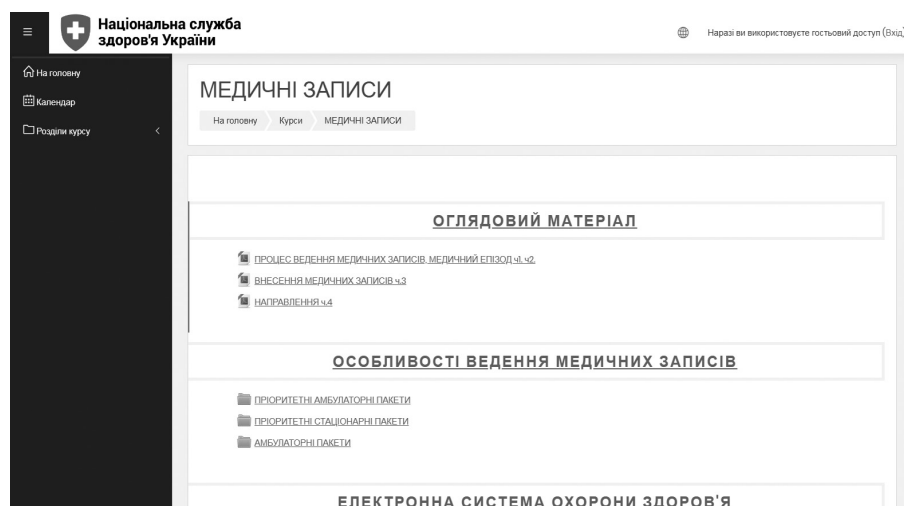 Національна служба
здоров'я України
Наразі ви використовуєте гостьовий доступ (Вхід)
На головну
Календар
Розділи курсу
МЕДИЧНІ ЗАПИСИ
На головну Курси МЕДИЧНІ ЗАПИСИ
ОГЛЯДОВИЙ МАТЕРІАЛ
ПРОЦЕС ВЕДЕННЯ МЕДИЧНИХ ЗАПИСІВ, МЕДИЧНИЙ ЕПІЗОД ч1. ч2.
ВНЕСЕННЯ МЕДИЧНИХ ЗАПИСІВ ч.3
НАПРАВЛЕННЯ ч.4
ОСОБЛИВОСТІ ВЕДЕННЯ МЕДИЧНИХ ЗАПИСІВ
ПРІОРИТЕТНІ АМБУЛАТОРНІ ПАКЕТИ
ПРІОРИТЕТНІ СТАЦІОНАРНІ ПАКЕТИ
АМБУЛАТОРНІ ПАКЕТИ
ЕЛЕКТРОННА СИСТЕМА ОХОРОНИ ЗДОРОВ'Я